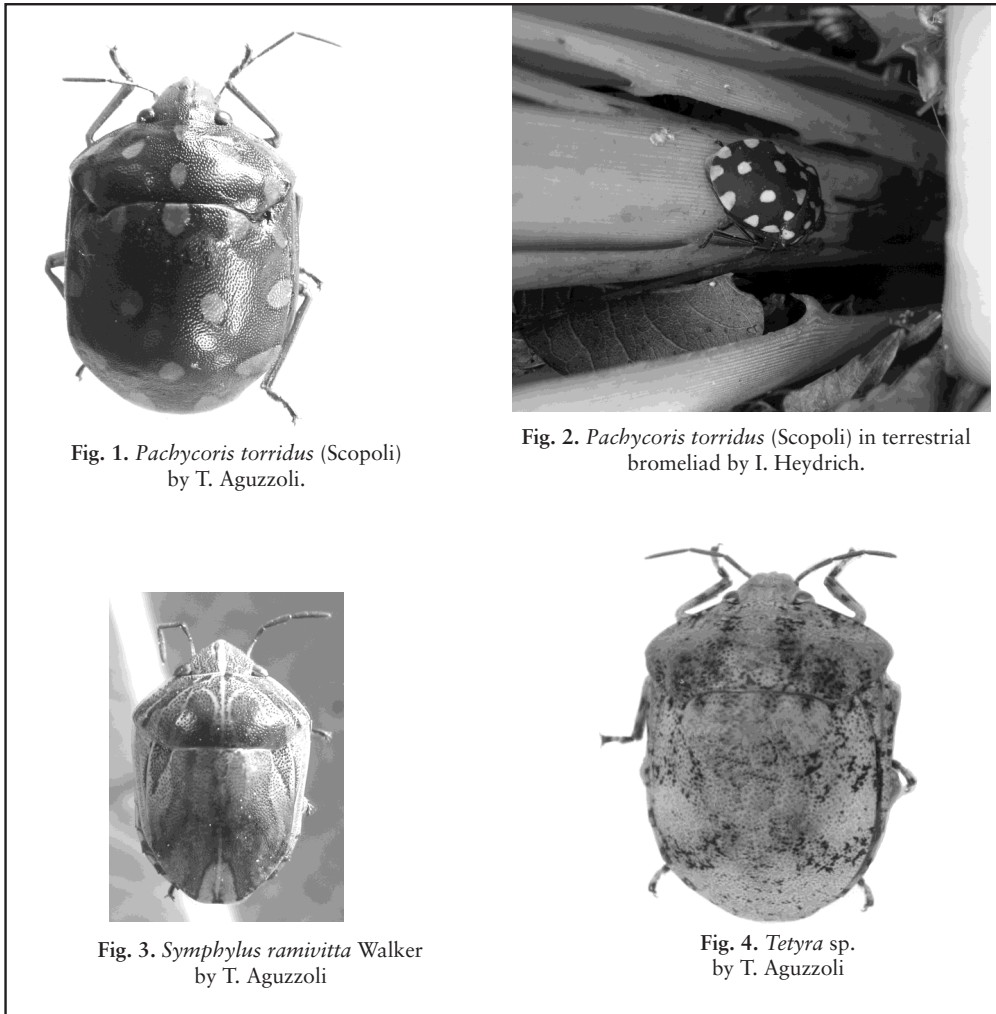 Fig. 1. Pachycoris torridus (Scopoli)
by T. Aguzzoli.
Fig. 2. Pachycoris torridus (Scopoli) in terrestrial
bromeliad by I. Heydrich.
Fig. 3. Symphylus ramivitta Walker
by T. Aguzzoli
Fig. 4. Tetyra sp.
by T. Aguzzoli